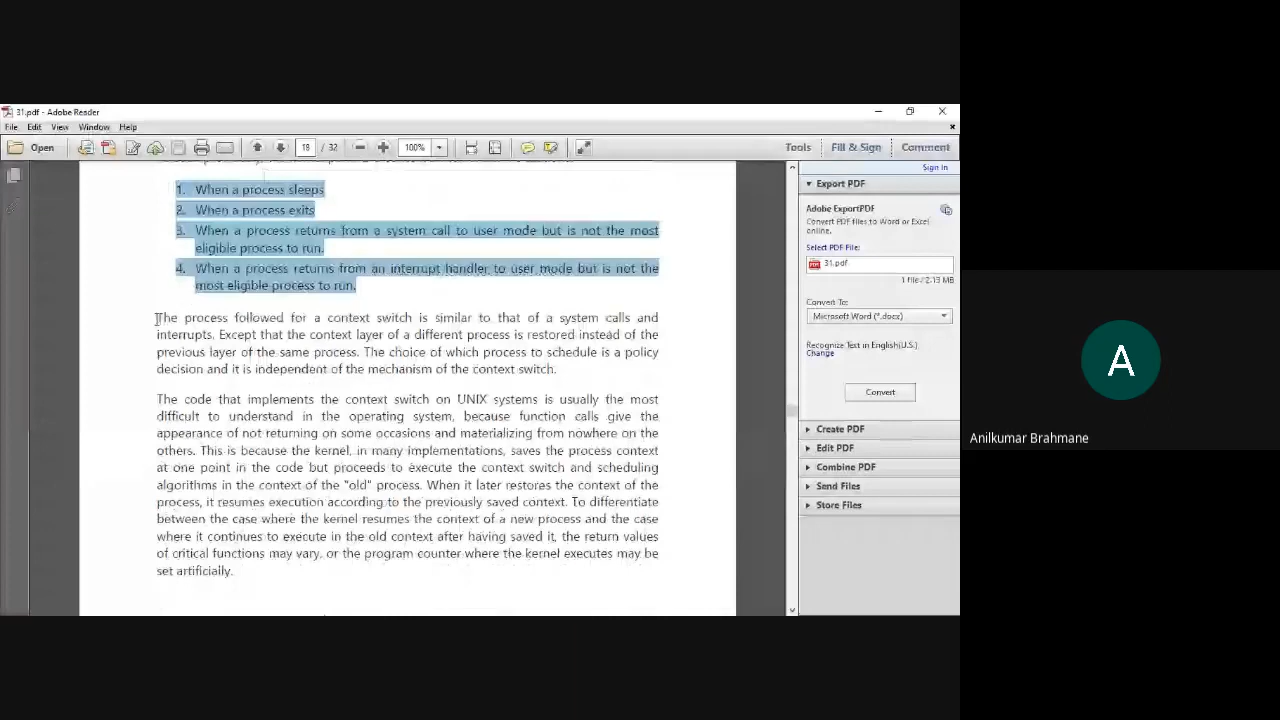 31.pdf - Adobe Reader
File Edit View Window Help
Open 19 / 32 100% Tools Fill & Sign Comment
1. When a process sleeps
2. When a process exits
3. When a process returns from a system call to user mode but is not the most
eligible process to run.
4. When a process returns from an interrupt handler to user mode but is not the
most eligible process to run.
The process followed for a context switch is similar to that of a system calls and
interrupts. Except that the context layer of a different process is restored instead of the
previous layer of the same process. The choice of which process to schedule is a policy
decision and it is independent of the mechanism of the context switch.
The code that implements the context switch on UNIX systems is usually the most
difficult to understand in the operating system, because function calls give the
appearance of not returning on some occasions and materializing from nowhere on the
others. This is because the kernel, in many implementations, saves the process context
at one point in the code but proceeds to execute the context switch and scheduling
algorithms in the context of the "old" process. When it later restores the context of the
process, it resumes execution according to the previously saved context. To differentiate
between the case where the kernel resumes the context of a new process and the case
where it continues to execute in the old context after having saved it, the return values
of critical functions may vary, or the program counter where the kernel executes may be
set artificially.
Sign In
Export PDF
Adobe ExportPDF
Convert PDF files to Word or Excel
online.
Select PDF File:
31.pdf
1 file / 2.13 MB
Convert To:
Microsoft Word (*.docx)
Recognize Text in English(U.S.)
Change
Convert
Create PDF
Edit PDF
Combine PDF
Send Files
Store Files
A
Anilkumar Brahmane